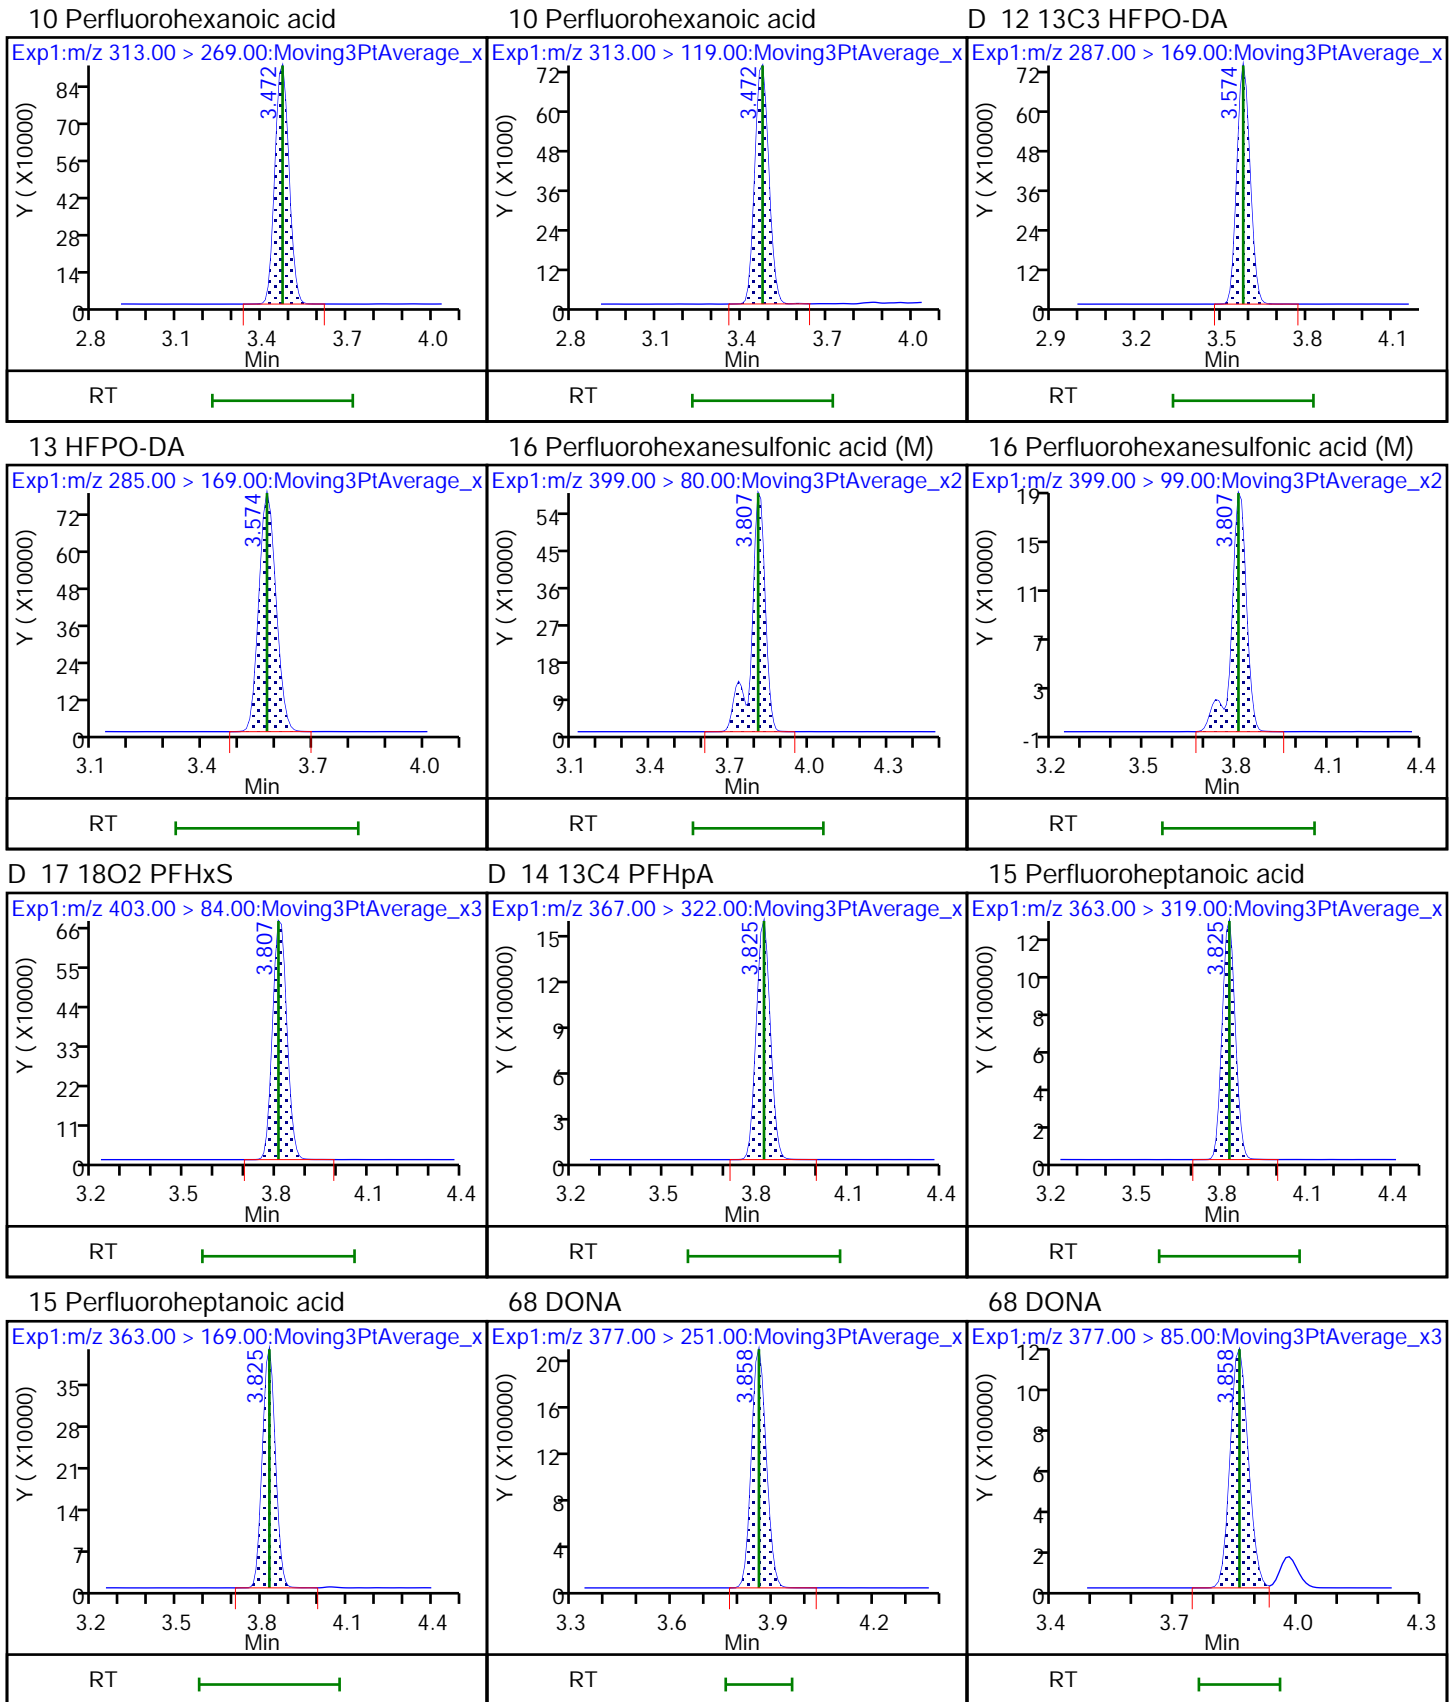 10 Perfluorohexanoic acid
Exp1:m/z 313.00 > 269.00:Moving3PtAverage_x
Y ( X10000)
84
70
56
42
28
14
0
3.472
2.8 3.1 3.4 3.7 4.0
Min
RT
10 Perfluorohexanoic acid
Exp1:m/z 313.00 > 119.00:Moving3PtAverage_x
Y ( X1000)
72
60
48
36
24
12
0
3.472
2.8 3.1 3.4 3.7 4.0
Min
RT
D 12 13C3 HFPO-DA
Exp1:m/z 287.00 > 169.00:Moving3PtAverage_x
Y ( X10000)
72
60
48
36
24
12
0
3.574
2.9 3.2 3.5 3.8 4.1
Min
RT
13 HFPO-DA
Exp1:m/z 285.00 > 169.00:Moving3PtAverage_x
Y ( X10000)
72
60
48
36
24
12
0
3.574
3.1 3.4 3.7 4.0
Min
RT
16 Perfluorohexanesulfonic acid (M)
Exp1:m/z 399.00 > 80.00:Moving3PtAverage_x2
Y ( X10000)
54
45
36
27
18
9
0
3.807
3.1 3.4 3.7 4.0 4.3
Min
RT
16 Perfluorohexanesulfonic acid (M)
Exp1:m/z 399.00 > 99.00:Moving3PtAverage_x2
Y ( X10000)
19
15
11
7
3
-1
3.807
3.2 3.5 3.8 4.1 4.4
Min
RT
D 17 18O2 PFHxS
Exp1:m/z 403.00 > 84.00:Moving3PtAverage_x3
Y ( X10000)
66
55
44
33
22
11
0
3.807
3.2 3.5 3.8 4.1 4.4
Min
RT
D 14 13C4 PFHpA
Exp1:m/z 367.00 > 322.00:Moving3PtAverage_x
Y ( X100000)
15
12
9
6
3
0
3.825
3.2 3.5 3.8 4.1 4.4
Min
RT
15 Perfluoroheptanoic acid
Exp1:m/z 363.00 > 319.00:Moving3PtAverage_x
Y ( X100000)
12
10
8
6
4
2
0
3.825
3.2 3.5 3.8 4.1 4.4
Min
RT
15 Perfluoroheptanoic acid
Exp1:m/z 363.00 > 169.00:Moving3PtAverage_x
Y ( X10000)
35
28
21
14
7
0
3.825
3.2 3.5 3.8 4.1 4.4
Min
RT
68 DONA
Exp1:m/z 377.00 > 251.00:Moving3PtAverage_x
Y ( X100000)
20
16
12
8
4
0
3.858
3.3 3.6 3.9 4.2
Min
RT
68 DONA
Exp1:m/z 377.00 > 85.00:Moving3PtAverage_x3
Y ( X100000)
12
10
8
6
4
2
0
3.858
3.4 3.7 4.0 4.3
Min
RT